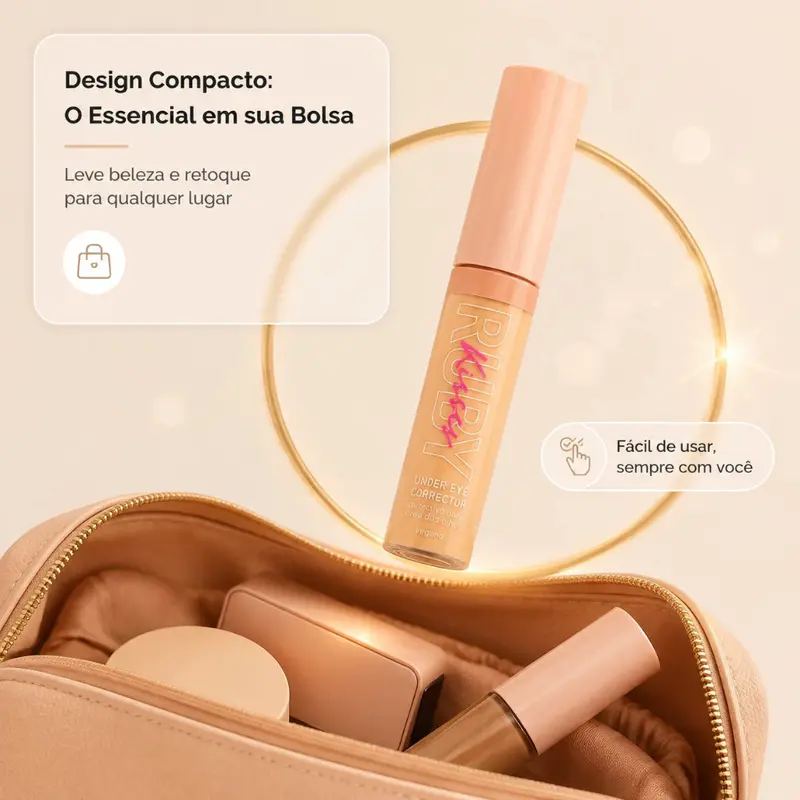 Design Compacto:
O Essencial em sua Bolsa
Leve beleza e retoque
para qualquer lugar
RUBY
Kisses
UNDER EYE
CORRECTOR
vegano
Fácil de usar,
sempre com você